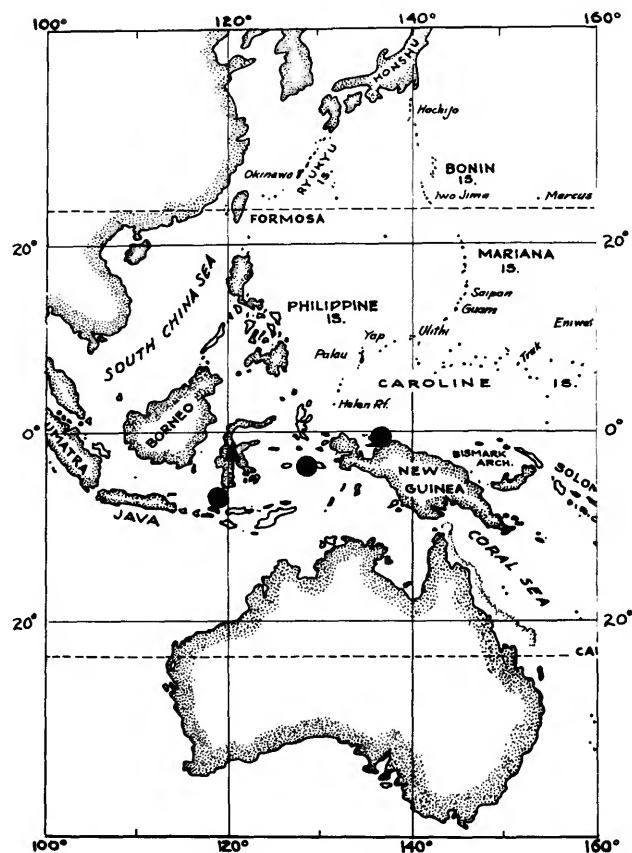 100° 120° 140° 160°
HONSHU
Hachijo
Okinawa
RYUKYU
IS.
BONIN
IS.
Iwo Jima
Marcus
FORMOSA
20° 20°
MARIANA
IS.
SOUTH CHINA SEA
Saipan
Guam
PHILIPPINE
IS.
Eniwet
Yap
Ulithi
Palau
Truk
CAROLINE IS.
Helen Rf.
0° 0°
BORNEO
UMATRA
BISMARK
ARCH.
NEW
GUINEA
SOLOM
JAVA
CORAL SEA
20° 20°
CA
100° 120° 140° 160°